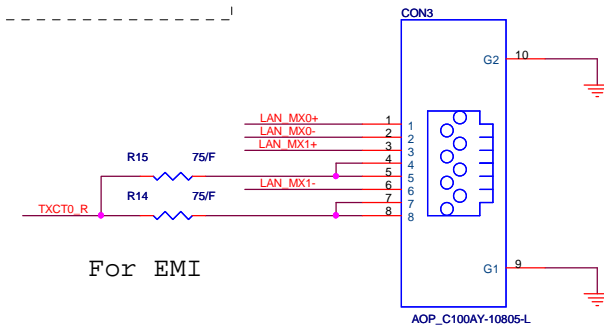 CON3
G2 10
LAN_MX0+ 1 1
LAN_MX0- 2 2
LAN_MX1+ 3 3
R15 75/F 4 4
5 5
LAN_MX1- 6 6
R14 75/F 7 7
TXCT0_R 8 8
For EMI
G1 9
AOP_C100AY-10805-L